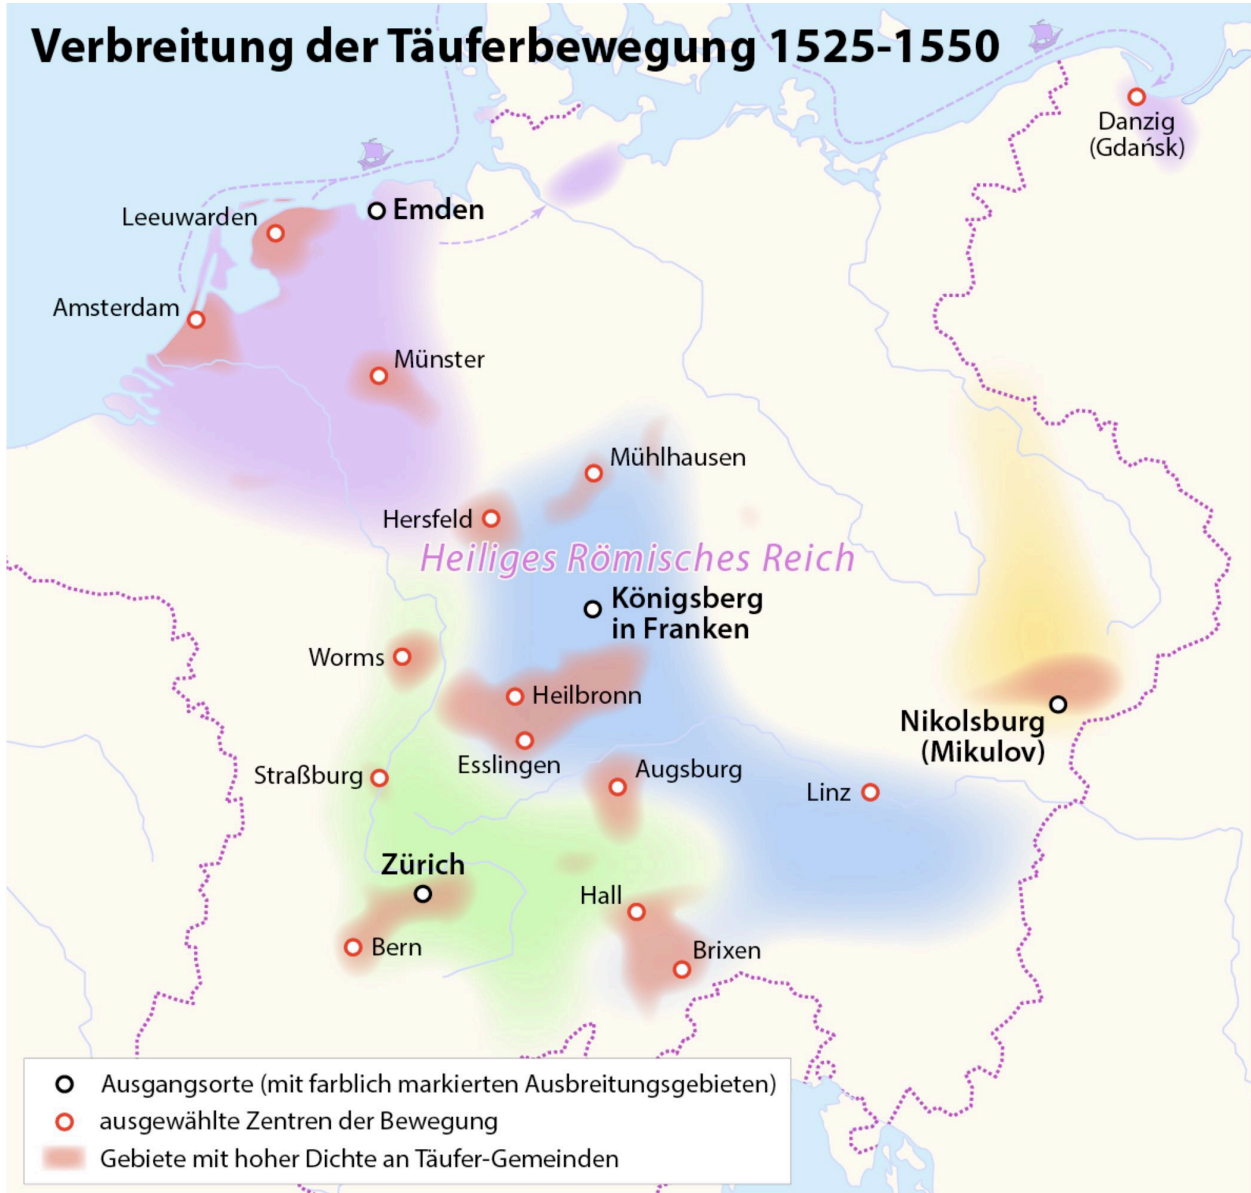 Verbreitung der Täuferbewegung 1525-1550
Danzig
(Gdańsk)
Leeuwarden
Emden
Amsterdam
Münster
Mühlhausen
Hersfeld
Heiliges Römisches Reich
Königsberg
in Franken
Worms
Heilbronn
Nikolsburg
(Mikulov)
Esslingen
Straßburg
Augsburg
Linz
Zürich
Hall
Bern
Brixen
Ausgangsorte (mit farblich markierten Ausbreitungsgebieten)
ausgewählte Zentren der Bewegung
Gebiete mit hoher Dichte an Täufer-Gemeinden